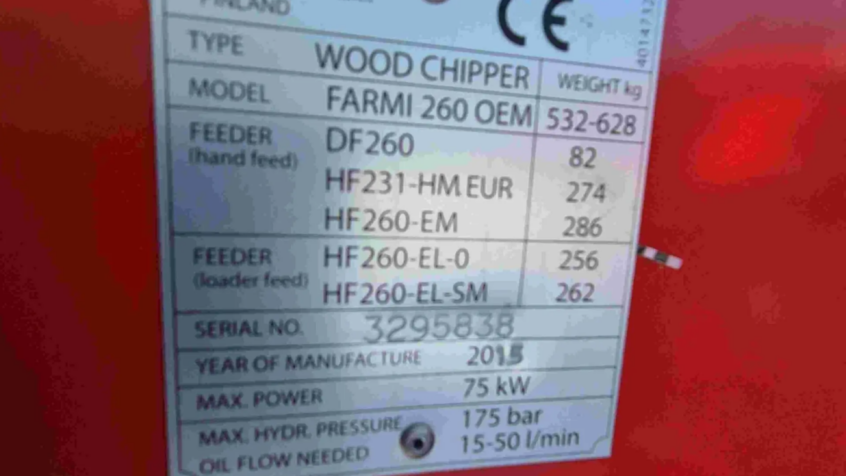 FINLAND
CE
4014712
TYPE WOOD CHIPPER WEIGHT kg
MODEL FARMI 260 OEM 532-628
FEEDER DF260 82
(hand feed) HF231-HM EUR 274
HF260-EM 286
FEEDER HF260-EL-0 256
(loader feed) HF260-EL-SM 262
SERIAL NO. 3295838
YEAR OF MANUFACTURE 2015
MAX. POWER 75 kW
MAX. HYDR. PRESSURE 175 bar
OIL FLOW NEEDED 15-50 l/min